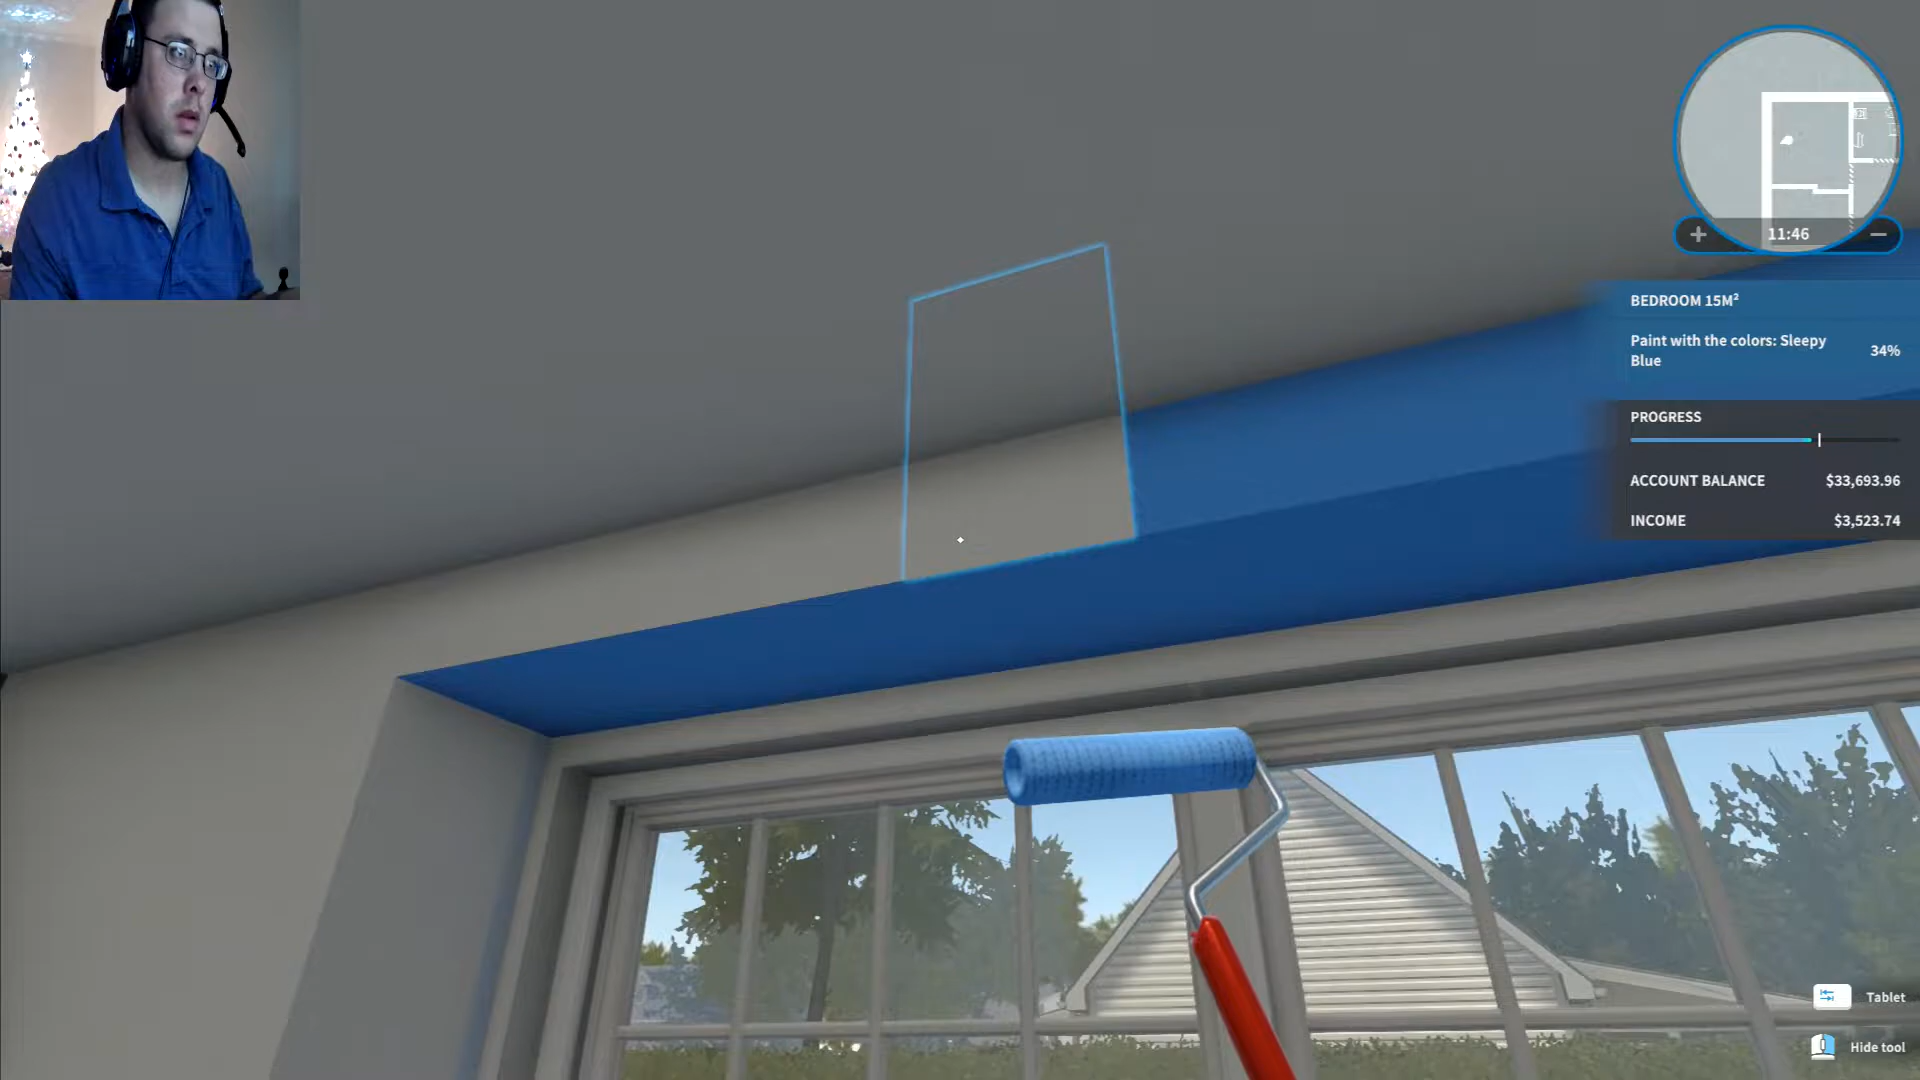 11:46
BEDROOM 15M²
Paint with the colors: Sleepy
Blue
34%
PROGRESS
ACCOUNT BALANCE $33,693.96
INCOME $3,523.74
Tablet
Hide tool